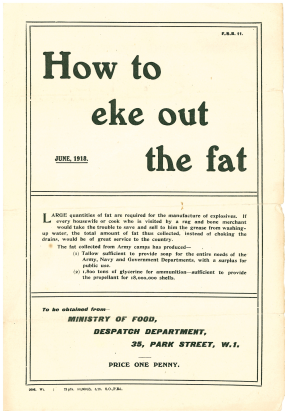 F.R.B. 11.
How to
eke out
JUNE, 1918.
the fat
LARGE quantities of fat are required for the manufacture of explosives. If
every housewife or cook who is visited by a rag and bone merchant
would take the trouble to save and sell to him the grease from washing-
up water, the total amount of fat thus collected, instead of choking the
drains, would be of great service to the country.
The fat collected from Army camps has produced—
(1) Tallow sufficient to provide soap for the entire needs of the
Army, Navy and Government Departments, with a surplus for
public use.
(2) 1,800 tons of glycerine for ammunition—sufficient to provide
the propellant for 18,000,000 shells.
To be obtained from—
MINISTRY OF FOOD,
DESPATCH DEPARTMENT,
35, PARK STREET, W.1.
PRICE ONE PENNY.